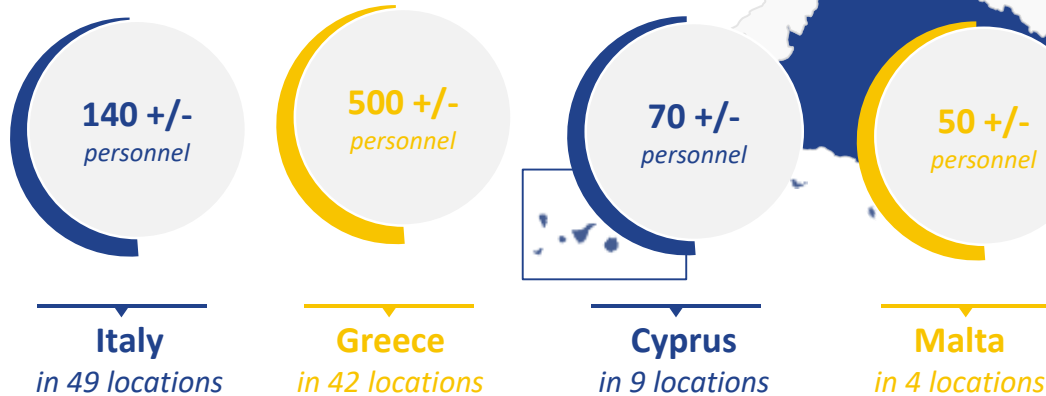 140 +/-
personnel
Italy
in 49 locations
500 +/-
personnel
Greece
in 42 locations
70 +/-
personnel
Cyprus
in 9 locations
50 +/-
personnel
Malta
in 4 locations